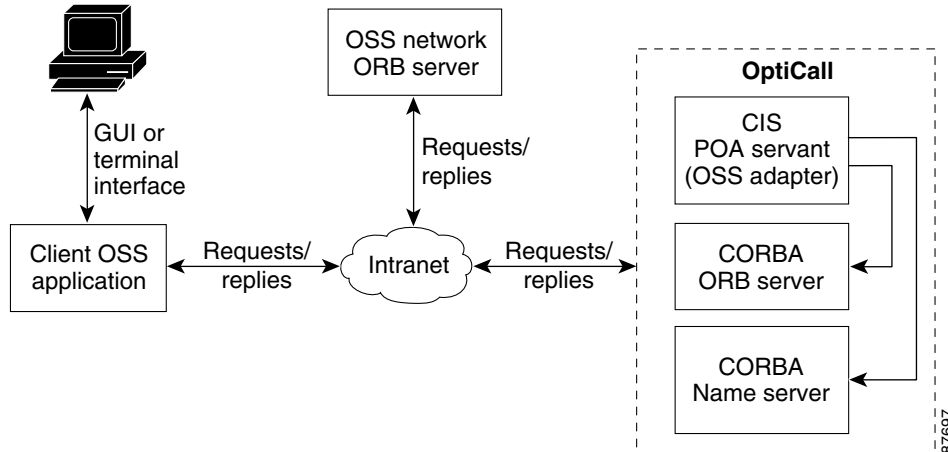 OSS network
ORB server
OptiCall
CIS
POA servant
(OSS adapter)
GUI or
terminal
interface
Requests/
replies
Client OSS
application
Requests/
replies
Intranet
Requests/
replies
CORBA
ORB server
CORBA
Name server
87697